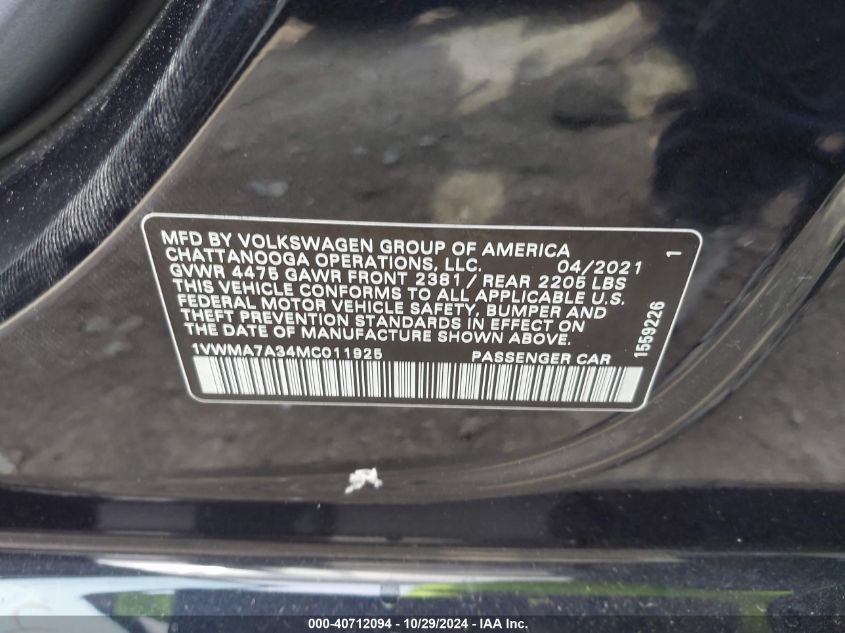 MFD BY VOLKSWAGEN GROUP OF AMERICA
CHATTANOOGA OPERATIONS, LLC. 04/2021
GVWR 4475 GAWR FRONT 2381 / REAR 2205 LBS
THIS VEHICLE CONFORMS TO ALL APPLICABLE U.S.
FEDERAL MOTOR VEHICLE SAFETY, BUMPER AND
THEFT PREVENTION STANDARDS IN EFFECT ON
THE DATE OF MANUFACTURE SHOWN ABOVE.
1VWMA7A34MC011925 PASSENGER CAR
1559226 1
000-40712094 - 10/29/2024 - IAAI.com